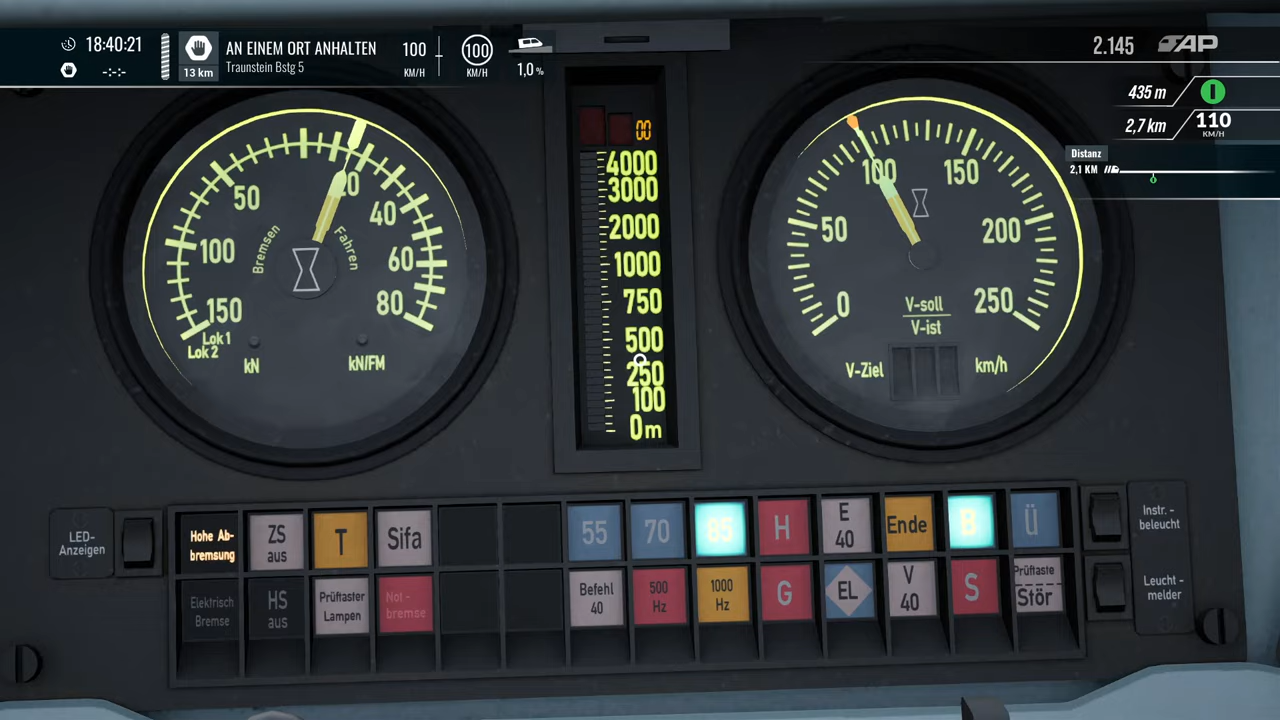 18:40:21
-:-:-
13 km
AN EINEM ORT ANHALTEN
Traunstein Bstg 5
100
KM/H
100
KM/H
1,0 %
2.145 AP
435 m
2,7 km
110
KM/H
Distanz
2,1 KM
50
100
150
20
40
60
80
Bremsen
Fahren
Lok 1
Lok 2
kN
kN/FM
00
4000
3000
2000
1000
750
500
250
100
0 m
0
50
100
150
200
250
V-soll
V-ist
V-Ziel
km/h
LED-
Anzeigen
Hohe Ab-
bremsung
ZS
aus
T
Sifa
55
70
85
H
E
40
Ende
B
Ü
Instr.-
beleucht
Elektrisch
Bremse
HS
aus
Prüftaster
Lampen
Not-
bremse
Befehl
40
500
Hz
1000
Hz
G
EL
V
40
S
Prüftaste
Stör
Leucht-
melder